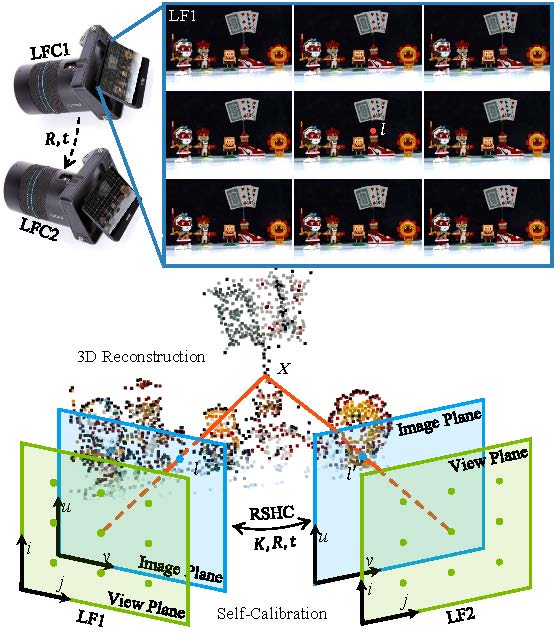 LFC1
LF1
R, t
l
LFC2
3D Reconstruction
X
Image Plane
View Plane
l
l'
u
RSHC
K, R, t
u
i
v
Image Plane
v
i
j
View Plane
j
LF1
Self-Calibration
LF2